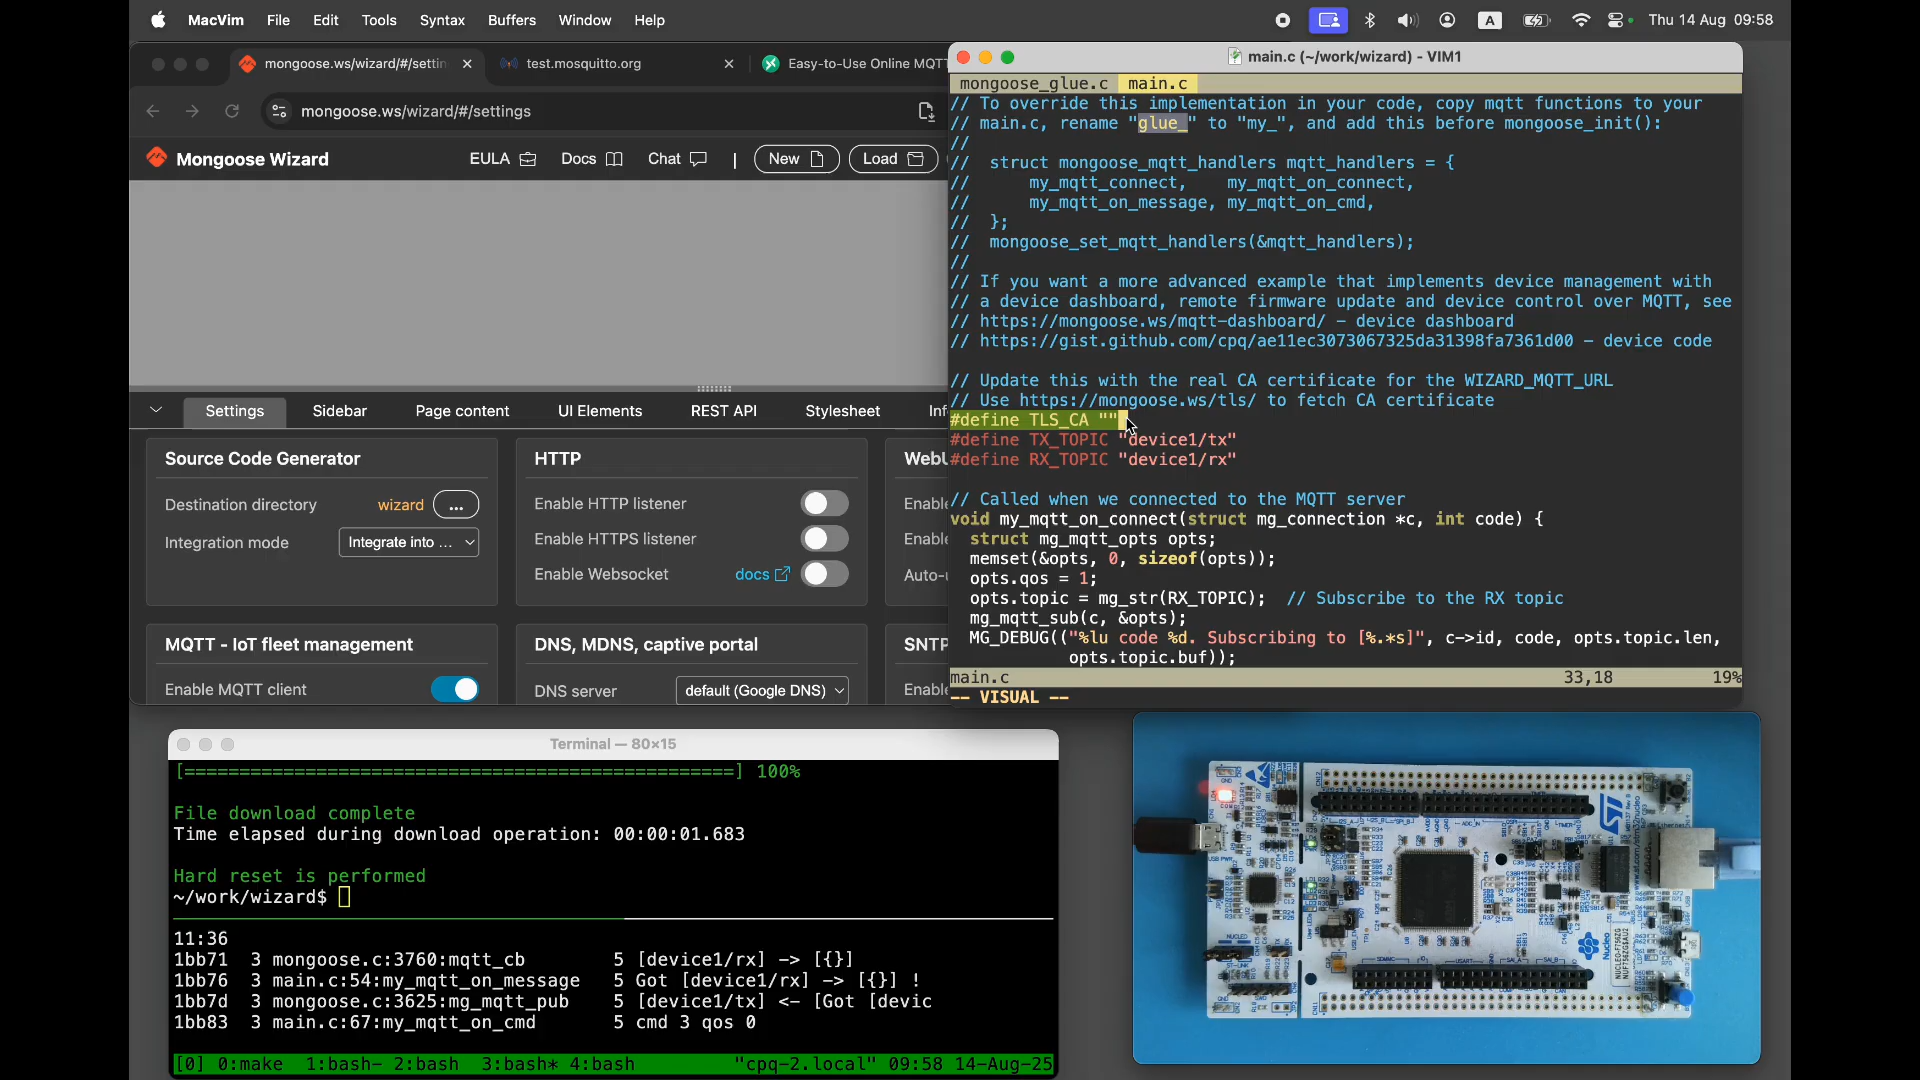 MacVim File Edit Tools Syntax Buffers Window Help
A Thu 14 Aug 09:58
mongoose.ws/wizard/#/settin
test.mosquitto.org
Easy-to-Use Online MQTT
mongoose.ws/wizard/#/settings
Mongoose Wizard
EULA
Docs
Chat
|
New
Load
Settings
Sidebar
Page content
UI Elements
REST API
Stylesheet
Inf
Source Code Generator
Destination directory wizard ...
Integration mode Integrate into ...
HTTP
Enable HTTP listener
Enable HTTPS listener
Enable Websocket docs
WebU
Enable
Enable
Auto-u
MQTT - IoT fleet management
Enable MQTT client
DNS, MDNS, captive portal
DNS server default (Google DNS)
SNTP
Enable
main.c (~/work/wizard) - VIM1
mongoose_glue.c main.c
// To override this implementation in your code, copy mqtt functions to your
// main.c, rename "glue_" to "my_", and add this before mongoose_init():
//
// struct mongoose_mqtt_handlers mqtt_handlers = {
// my_mqtt_connect, my_mqtt_on_connect,
// my_mqtt_on_message, my_mqtt_on_cmd,
// };
// mongoose_set_mqtt_handlers(&mqtt_handlers);
//
// If you want a more advanced example that implements device management with
// a device dashboard, remote firmware update and device control over MQTT, see
// https://mongoose.ws/mqtt-dashboard/ - device dashboard
// https://gist.github.com/cpq/ae11ec3073067325da31398fa7361d00 - device code
// Update this with the real CA certificate for the WIZARD_MQTT_URL
// Use https://mongoose.ws/tls/ to fetch CA certificate
#define TLS_CA ""
#define TX_TOPIC "device1/tx"
#define RX_TOPIC "device1/rx"
// Called when we connected to the MQTT server
void my_mqtt_on_connect(struct mg_connection *c, int code) {
struct mg_mqtt_opts opts;
memset(&opts, 0, sizeof(opts));
opts.qos = 1;
opts.topic = mg_str(RX_TOPIC); // Subscribe to the RX topic
mg_mqtt_sub(c, &opts);
MG_DEBUG(("%lu code %d. Subscribing to [%.*s]", c->id, code, opts.topic.len,
opts.topic.buf));
main.c 33,18 19%
-- VISUAL --
Terminal — 80×15
[==================================================] 100%
File download complete
Time elapsed during download operation: 00:00:01.683
Hard reset is performed
~/work/wizard$
11:36
1bb71 3 mongoose.c:3760:mqtt_cb 5 [device1/rx] -> [{}]
1bb76 3 main.c:54:my_mqtt_on_message 5 Got [device1/rx] -> [{}] !
1bb7d 3 mongoose.c:3625:mg_mqtt_pub 5 [device1/tx] <- [Got [devic
1bb83 3 main.c:67:my_mqtt_on_cmd 5 cmd 3 qos 0
[0] 0:make 1:bash- 2:bash 3:bash* 4:bash "cpq-2.local" 09:58 14-Aug-25